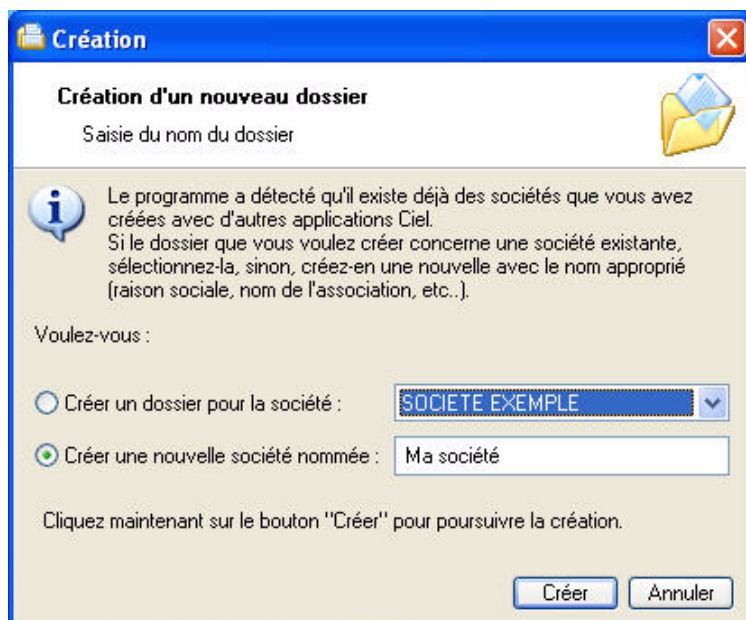 Création
Création d'un nouveau dossier
Saisie du nom du dossier
Le programme a détecté qu'il existe déjà des sociétés que vous avez
créées avec d'autres applications Ciel.
Si le dossier que vous voulez créer concerne une société existante,
sélectionnez-la, sinon, créez-en une nouvelle avec le nom approprié
(raison sociale, nom de l'association, etc..).
Voulez-vous :
Créer un dossier pour la société : SOCIETE EXEMPLE
Créer une nouvelle société nommée : Ma société
Cliquez maintenant sur le bouton "Créer" pour poursuivre la création.
Créer Annuler